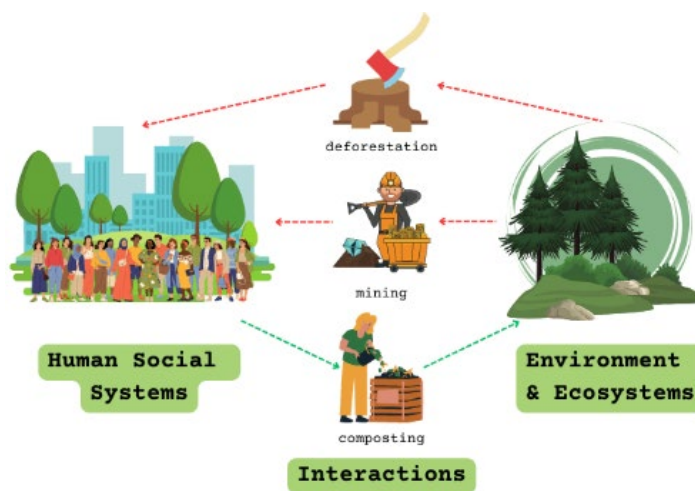 deforestation
mining
composting
Human Social
Systems
Environment
& Ecosystems
Interactions